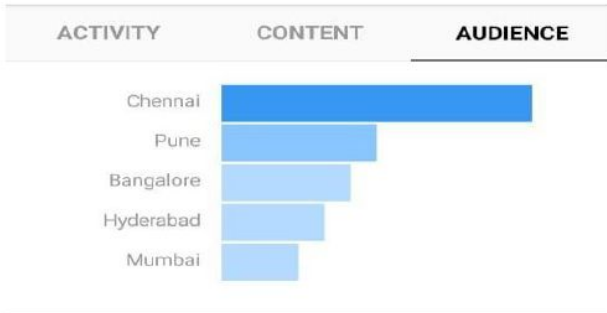 ACTIVITY CONTENT AUDIENCE
Chennai
Pune
Bangalore
Hyderabad
Mumbai